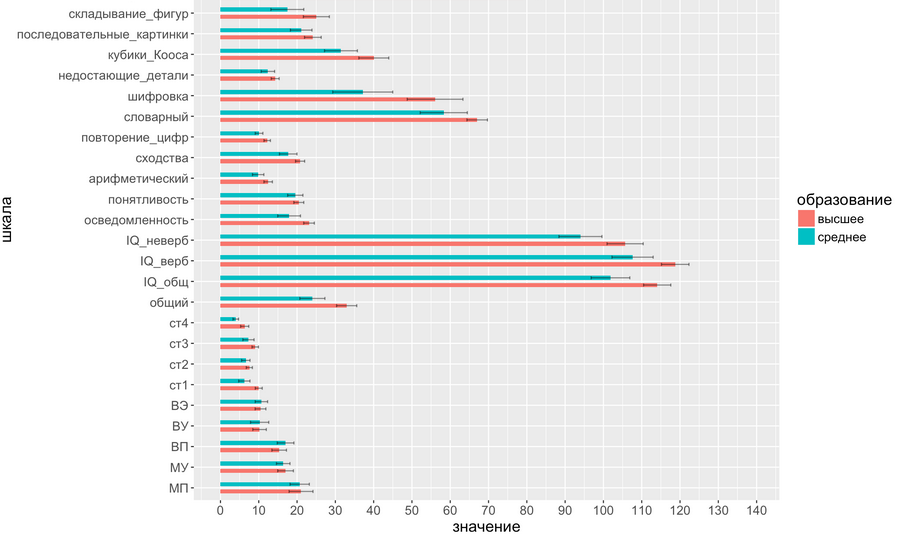 складывание_фигур
последовательные_картинки
кубики_Кооса
недостающие_детали
шифровка
словарный
повторение_цифр
сходства
арифметический
понятливость
осведомленность
IQ_неверб
IQ_верб
IQ_общ
общий
ст4
ст3
ст2
ст1
ВЭ
ВУ
ВП
МУ
МП
шкала
0 10 20 30 40 50 60 70 80 90 100 110 120 130 140
значение
образование
высшее
среднее